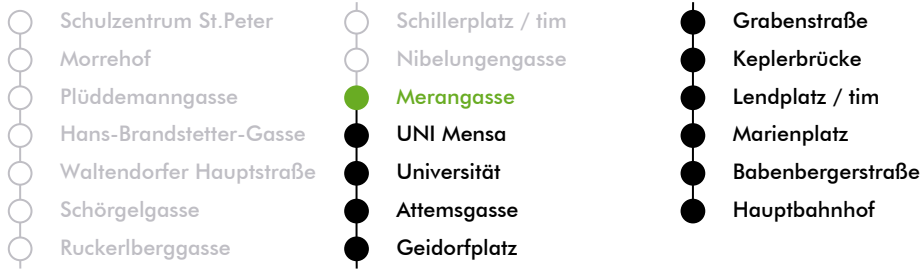 Schulzentrum St.Peter
Morrehof
Plüddemanngasse
Hans-Brandstetter-Gasse
Waltendorfer Hauptstraße
Schörgelgasse
Ruckerlberggasse
Schillerplatz / tim
Nibelungengasse
Merangasse
UNI Mensa
Universität
Attemsgasse
Geidorfplatz
Grabenstraße
Keplerbrücke
Lendplatz / tim
Marienplatz
Babenbergerstraße
Hauptbahnhof